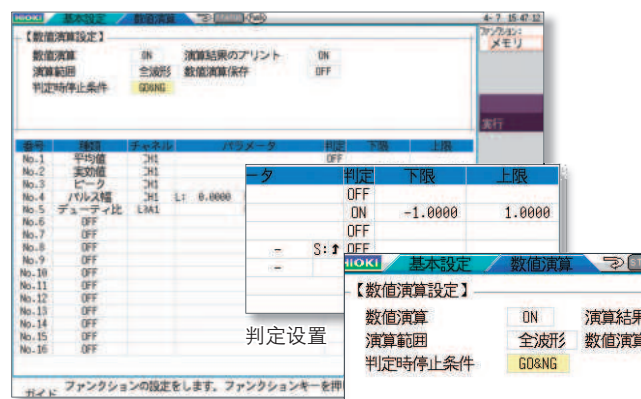 HIOKI 基本設定 数値演算 4- 7 15:47:12
ファンクション:
メモリ
【数値演算設定】
数値演算 ON 演算結果のプリント ON
演算範囲 全波形 数値演算保存 OFF
判定時停止条件 GO&NG
実行
番号 種類 チャネル パラメータ 判定 下限 上限
No.1 平均値 CH1 OFF
No.2 実効値 CH1
No.3 ピーク CH1
No.4 パルス幅 CH1 L: 0.0000
No.5 デューティ比 LA1
No.6 OFF
No.7 OFF
No.8 OFF
No.9 OFF
No.10 OFF
No.11 OFF
No.12 OFF
No.13 OFF
No.14 OFF
No.15 OFF
No.16 OFF
ガイド ファンクションの設定をします。ファンクションキーを押
ータ 判定 下限 上限
OFF
ON -1.0000 1.0000
OFF
- S:↑ OFF
-
判定设置
HIOKI 基本設定 数値演算
【数値演算設定】
数値演算 ON 演算結果
演算範囲 全波形 数値演算
判定時停止条件 GO&NG